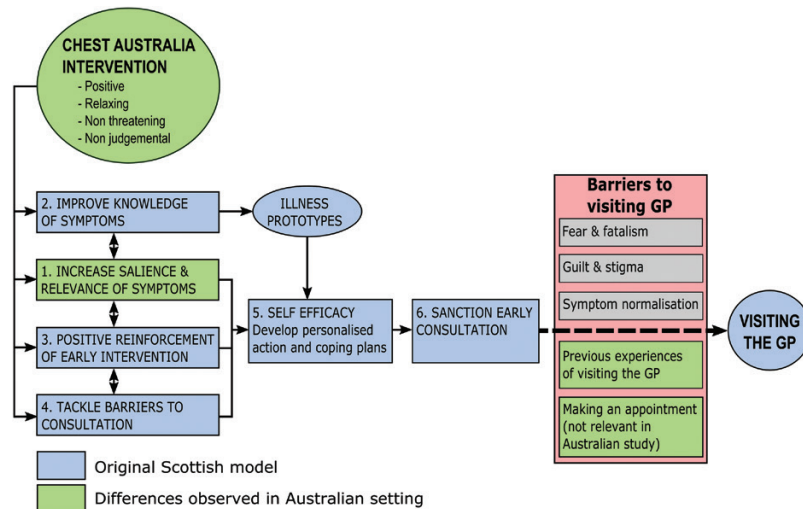 CHEST AUSTRALIA
INTERVENTION
- Positive
- Relaxing
- Non threatening
- Non judgemental
2. IMPROVE KNOWLEDGE
OF SYMPTOMS
ILLNESS
PROTOTYPES
1. INCREASE SALIENCE &
RELEVANCE OF SYMPTOMS
3. POSITIVE REINFORCEMENT
OF EARLY INTERVENTION
4. TACKLE BARRIERS TO
CONSULTATION
5. SELF EFFICACY
Develop personalised
action and coping plans
6. SANCTION EARLY
CONSULTATION
Barriers to
visiting GP
Fear & fatalism
Guilt & stigma
Symptom normalisation
Previous experiences
of visiting the GP
Making an appointment
(not relevant in
Australian study)
VISITING
THE GP
Original Scottish model
Differences observed in Australian setting